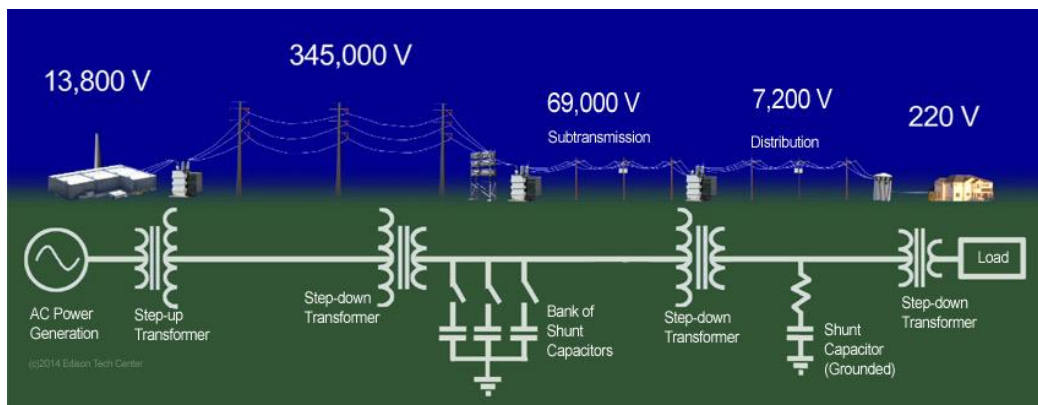 13,800 V
345,000 V
69,000 V
Subtransmission
7,200 V
Distribution
220 V
AC Power
Generation
Step-up
Transformer
Step-down
Transformer
Bank of
Shunt
Capacitors
Step-down
Transformer
Shunt
Capacitor
(Grounded)
Step-down
Transformer
Load
(c)2014 Edison Tech Center